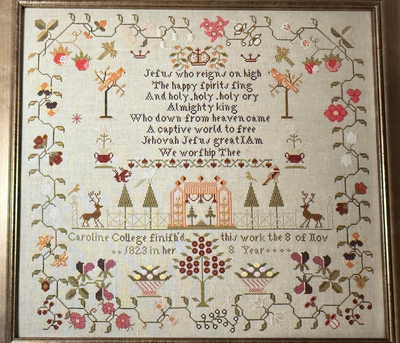 Jesus who reigns on high
The happy spirits sing
And holy, holy, holy cry
Almighty king
Who down from heaven came
A captive world to free
Jehovah Jesus great I Am
We worship Thee
Caroline College finish'd this work the 8 of Nov
1823 in her 8 Year